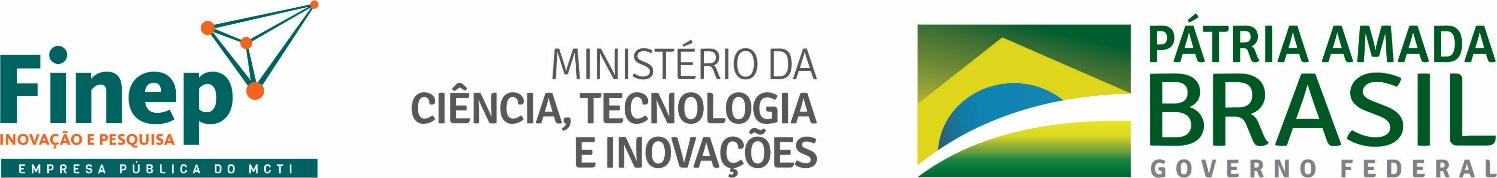 Finep
INOVAÇÃO E PESQUISA
EMPRESA PÚBLICA DO MCTI
MINISTÉRIO DA
CIÊNCIA, TECNOLOGIA
E INOVAÇÕES
PÁTRIA AMADA
BRASIL
GOVERNO FEDERAL